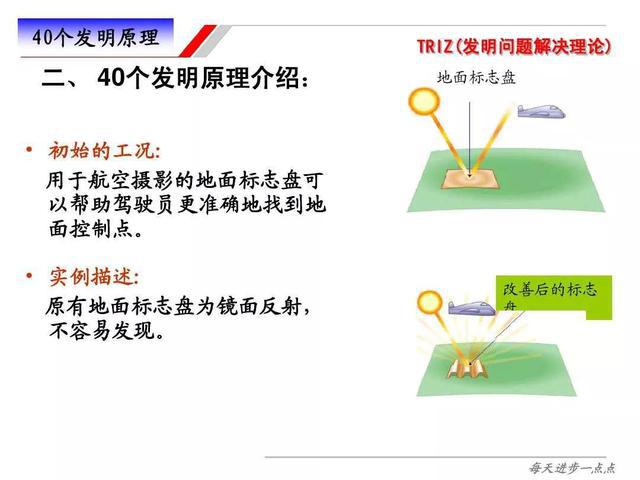 40个发明原理
TRIZ(发明问题解决理论)
二、 40个发明原理介绍：
地面标志盘
• 初始的工况:
用于航空摄影的地面标志盘可
以帮助驾驶员更准确地找到地
面控制点。
• 实例描述:
原有地面标志盘为镜面反射，
不容易发现。
改善后的标志
盘
每天进步一点点